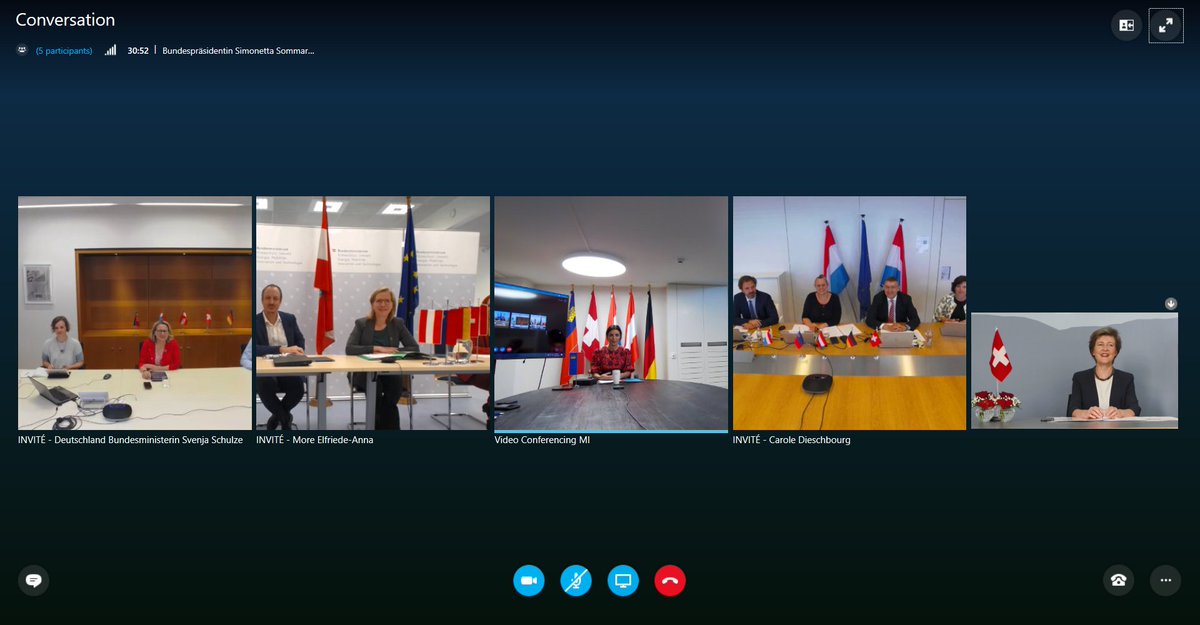 Conversation
(5 participants)
30:52
Bundespräsidentin Simonetta Sommar...
INVITÉ - Deutschland Bundesministerin Svenja Schulze
INVITÉ - More Elfriede-Anna
Video Conferencing MI
INVITÉ - Carole Dieschbourg